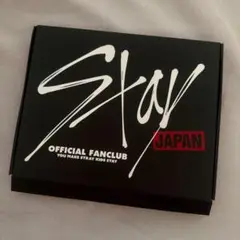 Stay
JAPAN
OFFICIAL FANCLUB
YOU MAKE STRAY KIDS STAY